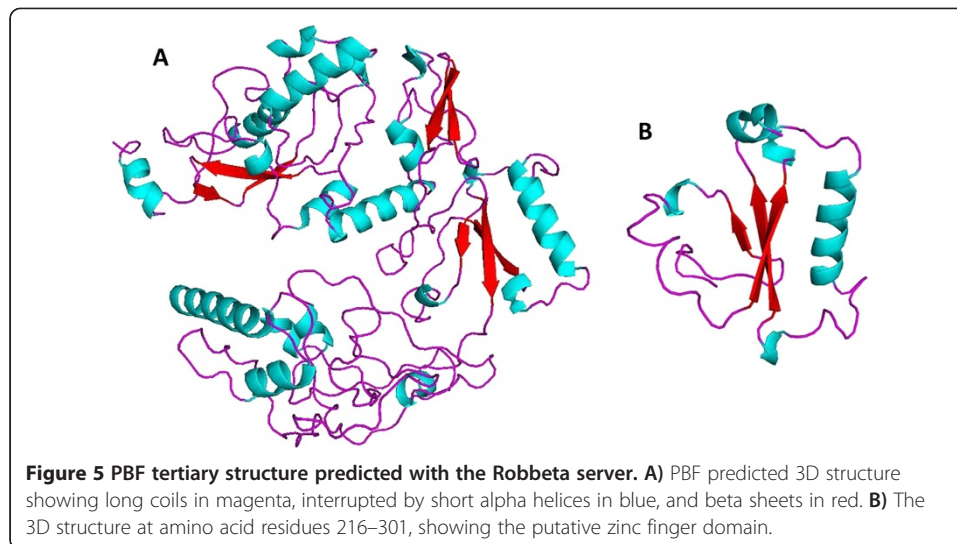 A
B
Figure 5 PBF tertiary structure predicted with the Robbeta server. A) PBF predicted 3D structure
showing long coils in magenta, interrupted by short alpha helices in blue, and beta sheets in red. B) The
3D structure at amino acid residues 216–301, showing the putative zinc finger domain.